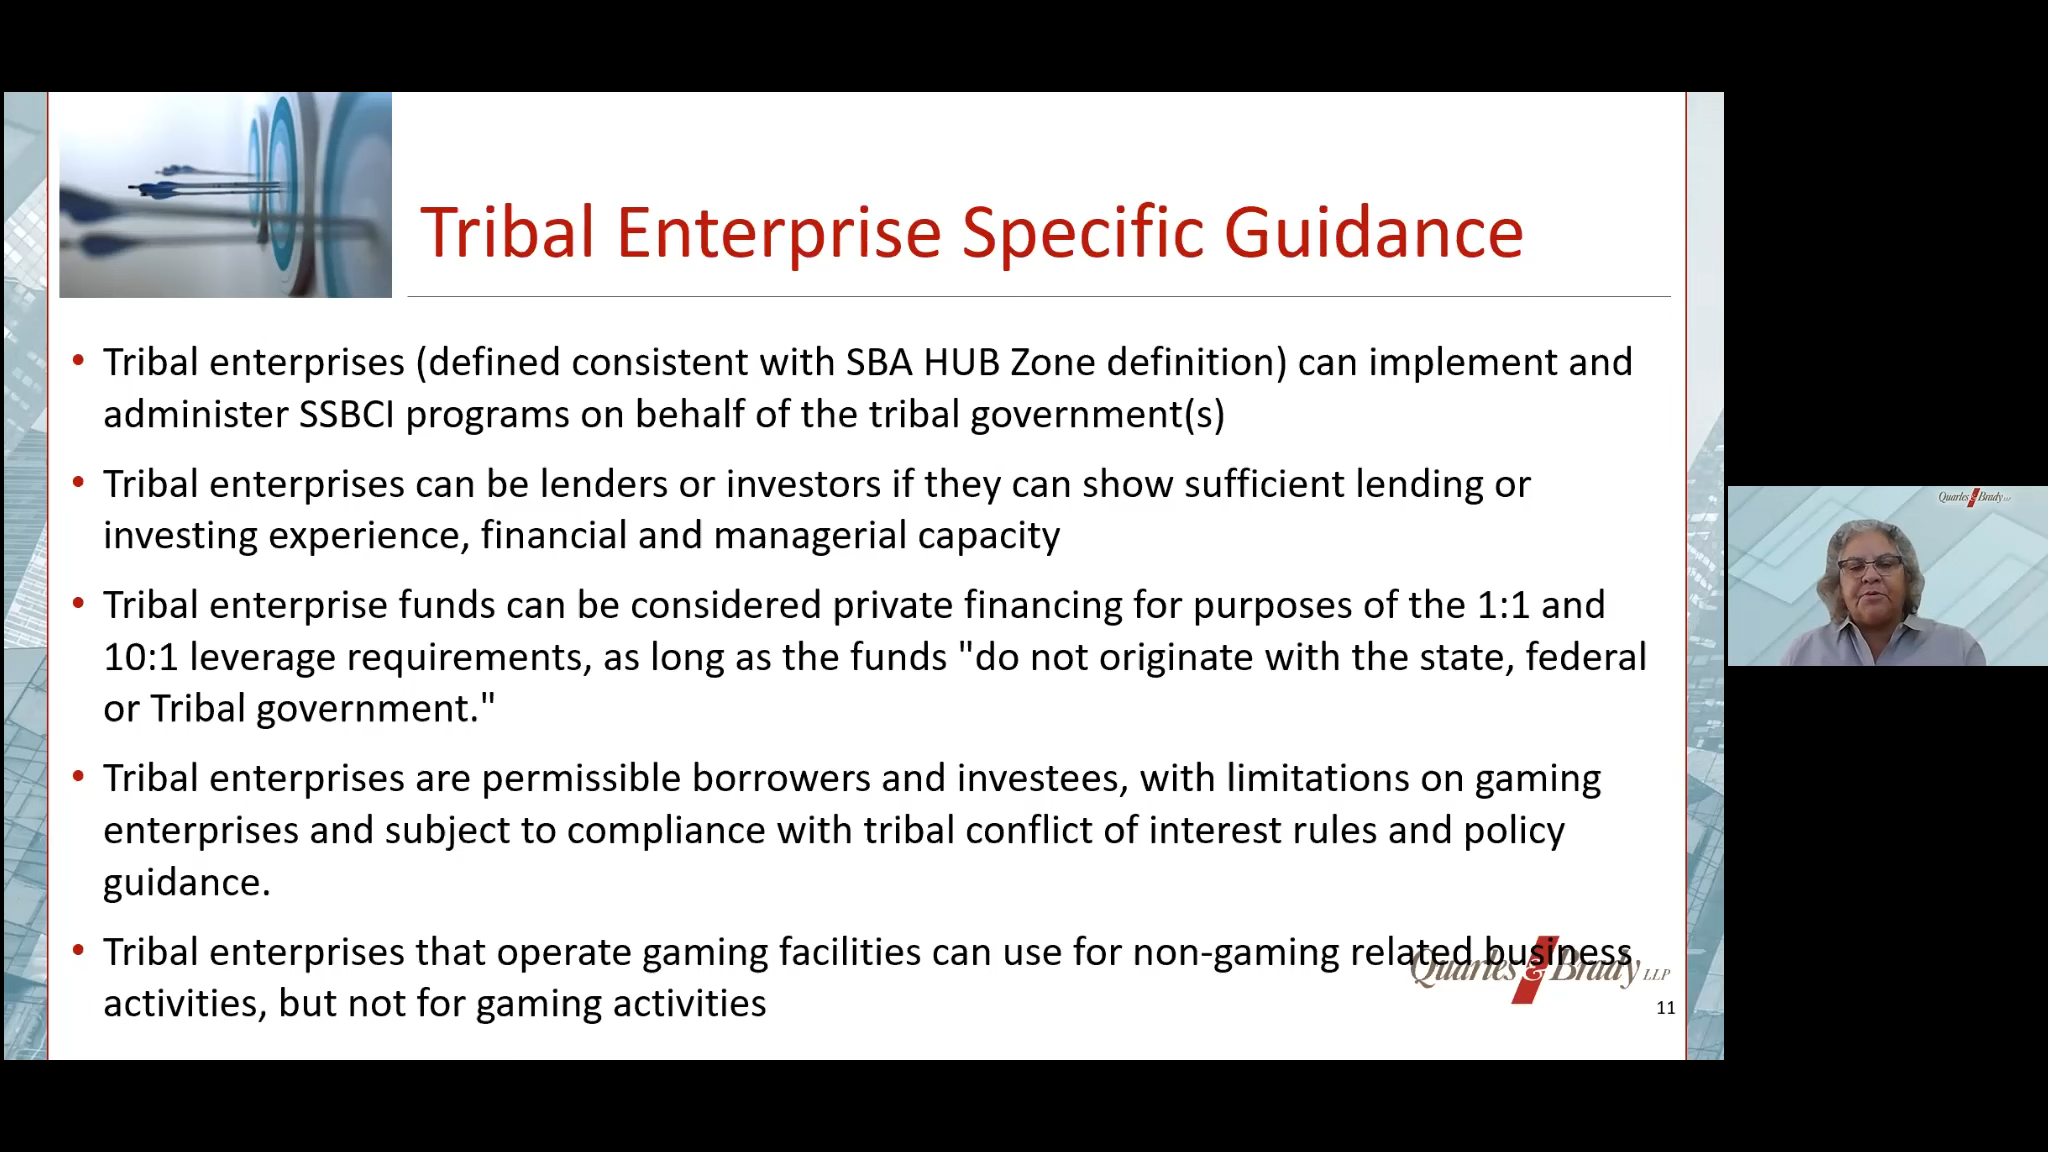 Tribal Enterprise Specific Guidance
• Tribal enterprises (defined consistent with SBA HUB Zone definition) can implement and
administer SSBCI programs on behalf of the tribal government(s)
• Tribal enterprises can be lenders or investors if they can show sufficient lending or
investing experience, financial and managerial capacity
• Tribal enterprise funds can be considered private financing for purposes of the 1:1 and
10:1 leverage requirements, as long as the funds "do not originate with the state, federal
or Tribal government."
• Tribal enterprises are permissible borrowers and investees, with limitations on gaming
enterprises and subject to compliance with tribal conflict of interest rules and policy
guidance.
• Tribal enterprises that operate gaming facilities can use for non-gaming related business
activities, but not for gaming activities
Quarles & Brady LLP
11
Quarles & Brady LLP